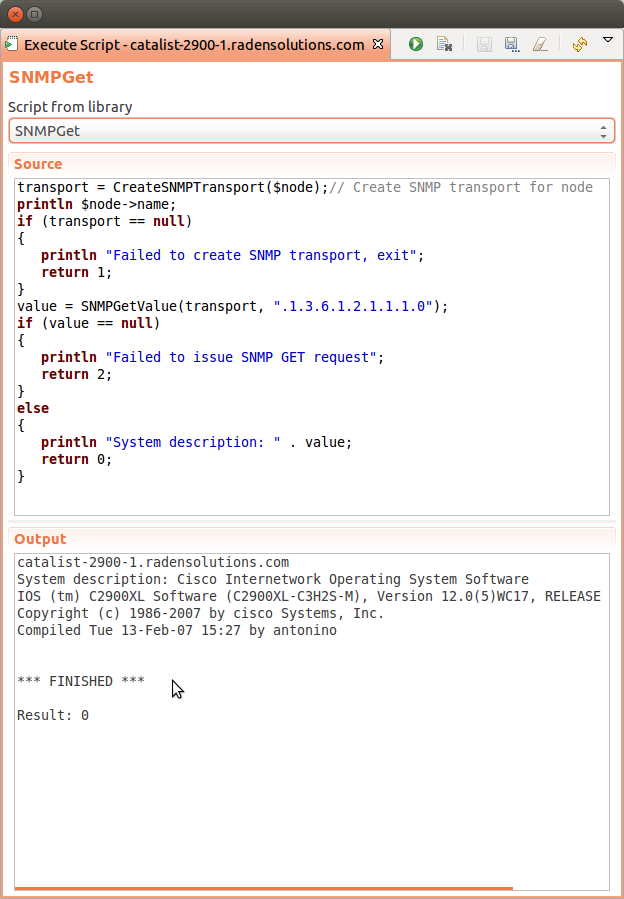 Execute Script - catalist-2900-1.radensolutions.com
SNMPGet
Script from library
SNMPGet
Source
transport = CreateSNMPTransport($node);// Create SNMP transport for node
println $node->name;
if (transport == null)
{
   println "Failed to create SNMP transport, exit";
   return 1;
}
value = SNMPGetValue(transport, ".1.3.6.1.2.1.1.1.0");
if (value == null)
{
   println "Failed to issue SNMP GET request";
   return 2;
}
else
{
   println "System description: " . value;
   return 0;
}
Output
catalist-2900-1.radensolutions.com
System description: Cisco Internetwork Operating System Software
IOS (tm) C2900XL Software (C2900XL-C3H2S-M), Version 12.0(5)WC17, RELEASE
Copyright (c) 1986-2007 by cisco Systems, Inc.
Compiled Tue 13-Feb-07 15:27 by antonino
*** FINISHED ***
Result: 0